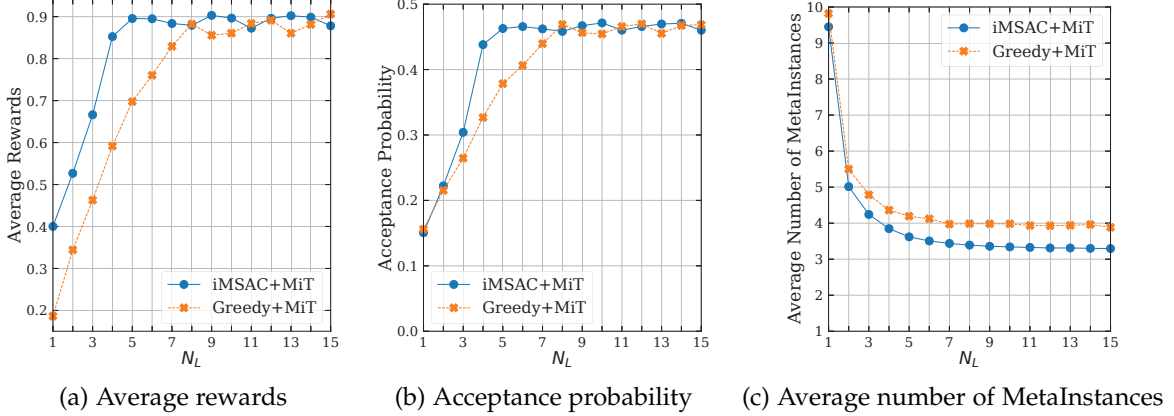 Average Rewards
0.9
0.8
0.7
0.6
0.5
0.4
0.3
0.2
iMSAC+MiT
Greedy+MiT
1 3 5 7 9 11 13 15
N_L
(a) Average rewards
Acceptance Probability
0.5
0.4
0.3
0.2
0.1
0.0
iMSAC+MiT
Greedy+MiT
1 3 5 7 9 11 13 15
N_L
(b) Acceptance probability
Average Number of MetaInstances
10
9
8
7
6
5
4
3
2
1
iMSAC+MiT
Greedy+MiT
1 3 5 7 9 11 13 15
N_L
(c) Average number of MetaInstances